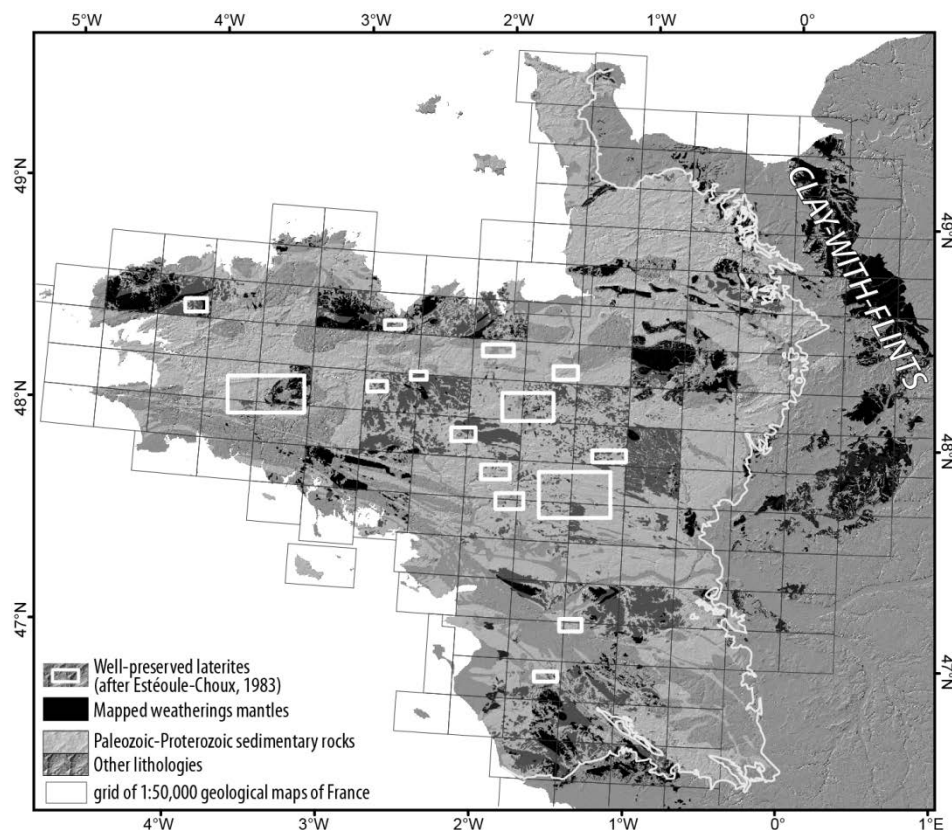 5°W 4°W 3°W 2°W 1°W 0°
49°N
48°N
47°N
49°N
48°N
47°N
CLAY-WITH-FLINTS
Well-preserved laterites
(after Estéoule-Choux, 1983)
Mapped weatherings mantles
Paleozoic-Proterozoic sedimentary rocks
Other lithologies
grid of 1:50,000 geological maps of France
4°W 3°W 2°W 1°W 0° 1°E